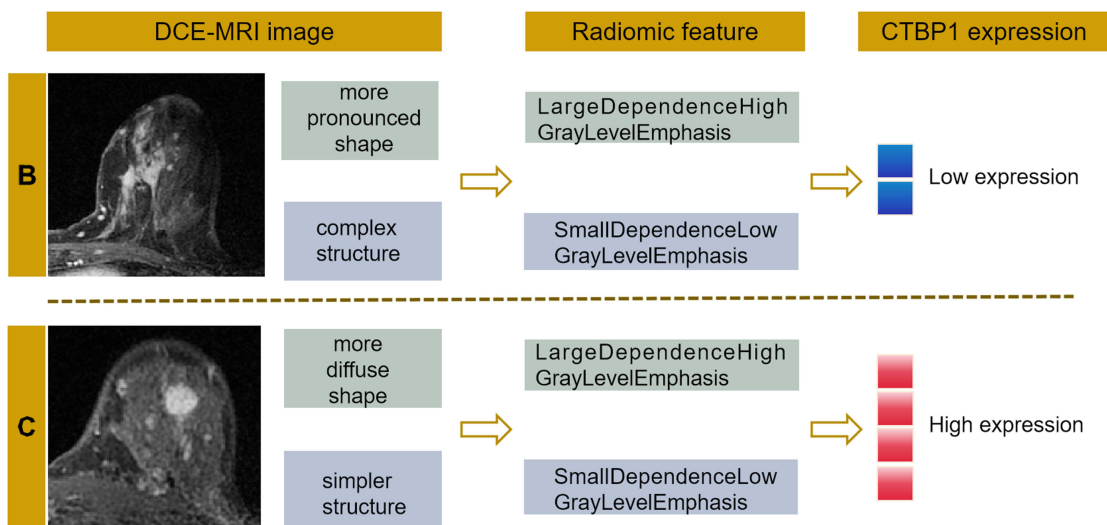 DCE-MRI image
Radiomic feature
CTBP1 expression
B
more
pronounced
shape
complex
structure
LargeDependenceHigh
GrayLevelEmphasis
SmallDependenceLow
GrayLevelEmphasis
Low expression
C
more
diffuse
shape
simpler
structure
LargeDependenceHigh
GrayLevelEmphasis
SmallDependenceLow
GrayLevelEmphasis
High expression